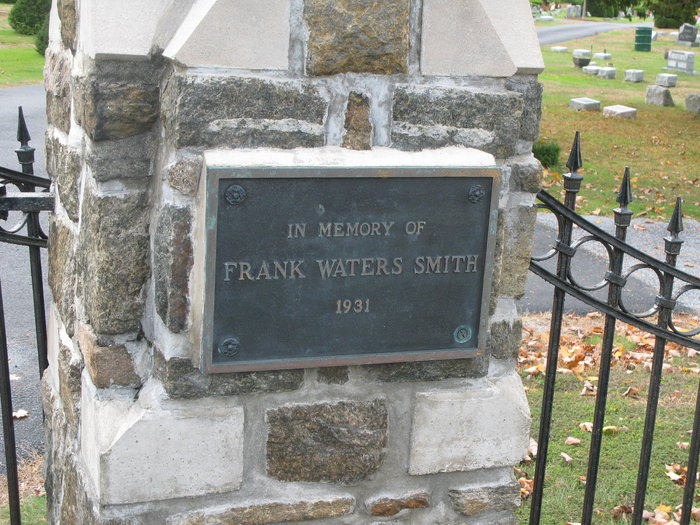 IN MEMORY OF
FRANK WATERS SMITH
1931